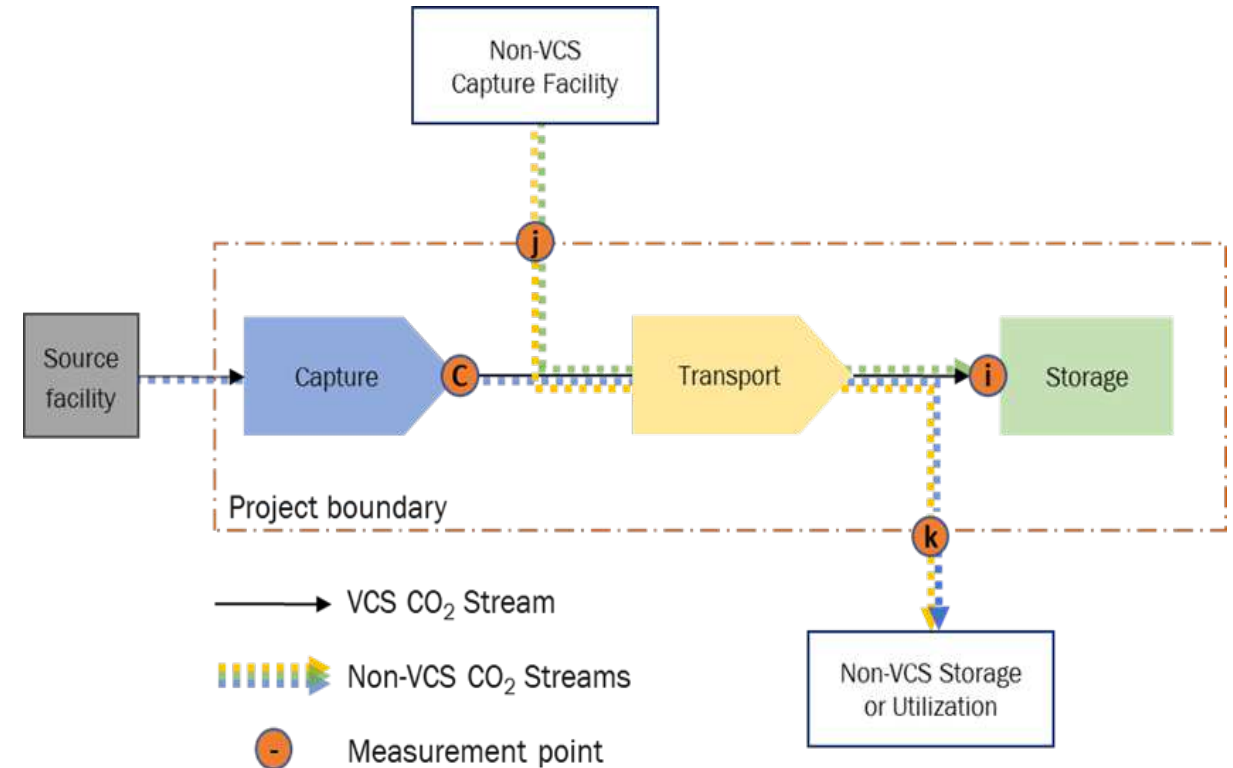 Non-VCS
Capture Facility
j
Source
facility
Capture
C
Transport
i
Storage
Project boundary
k
VCS CO₂ Stream
Non-VCS CO₂ Streams
Non-VCS Storage
or Utilization
- Measurement point